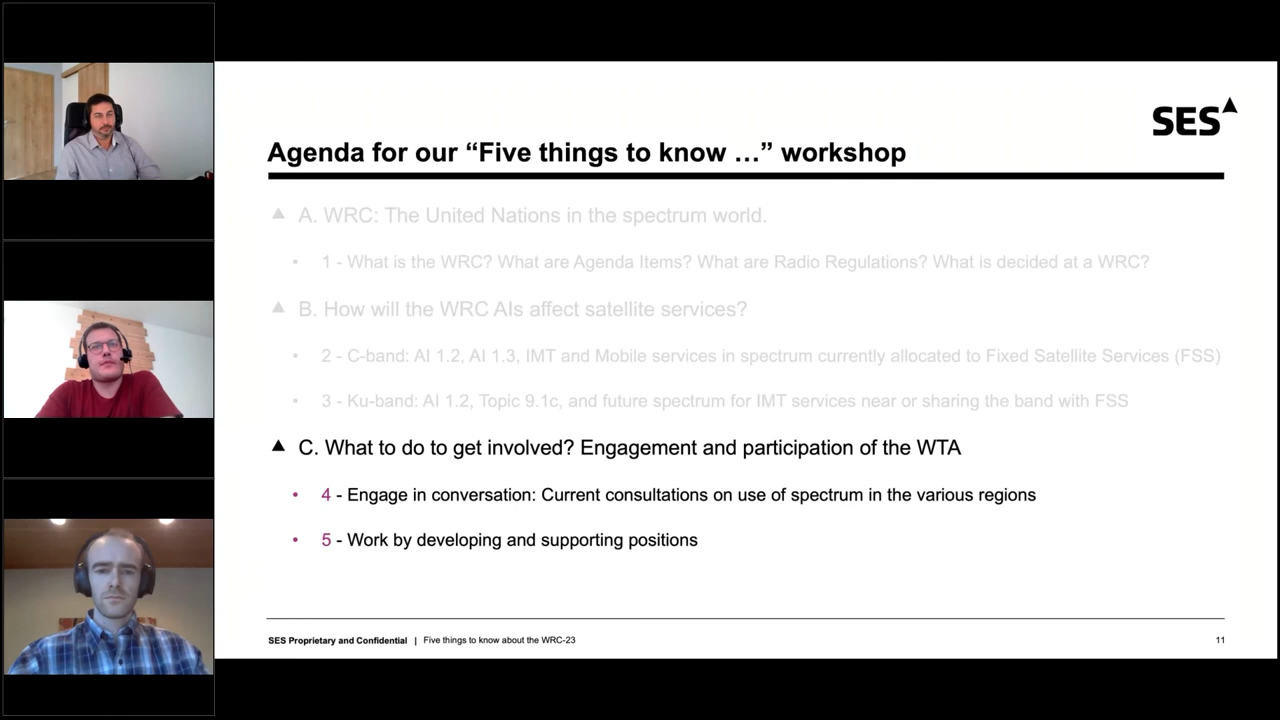 SES
Agenda for our “Five things to know …” workshop
A. WRC: The United Nations in the spectrum world.
• 1 - What is the WRC? What are Agenda Items? What are Radio Regulations? What is decided at a WRC?
B. How will the WRC AIs affect satellite services?
• 2 - C-band: AI 1.2, AI 1.3, IMT and Mobile services in spectrum currently allocated to Fixed Satellite Services (FSS)
• 3 - Ku-band: AI 1.2, Topic 9.1c, and future spectrum for IMT services near or sharing the band with FSS
C. What to do to get involved? Engagement and participation of the WTA
• 4 - Engage in conversation: Current consultations on use of spectrum in the various regions
• 5 - Work by developing and supporting positions
SES Proprietary and Confidential | Five things to know about the WRC-23
11